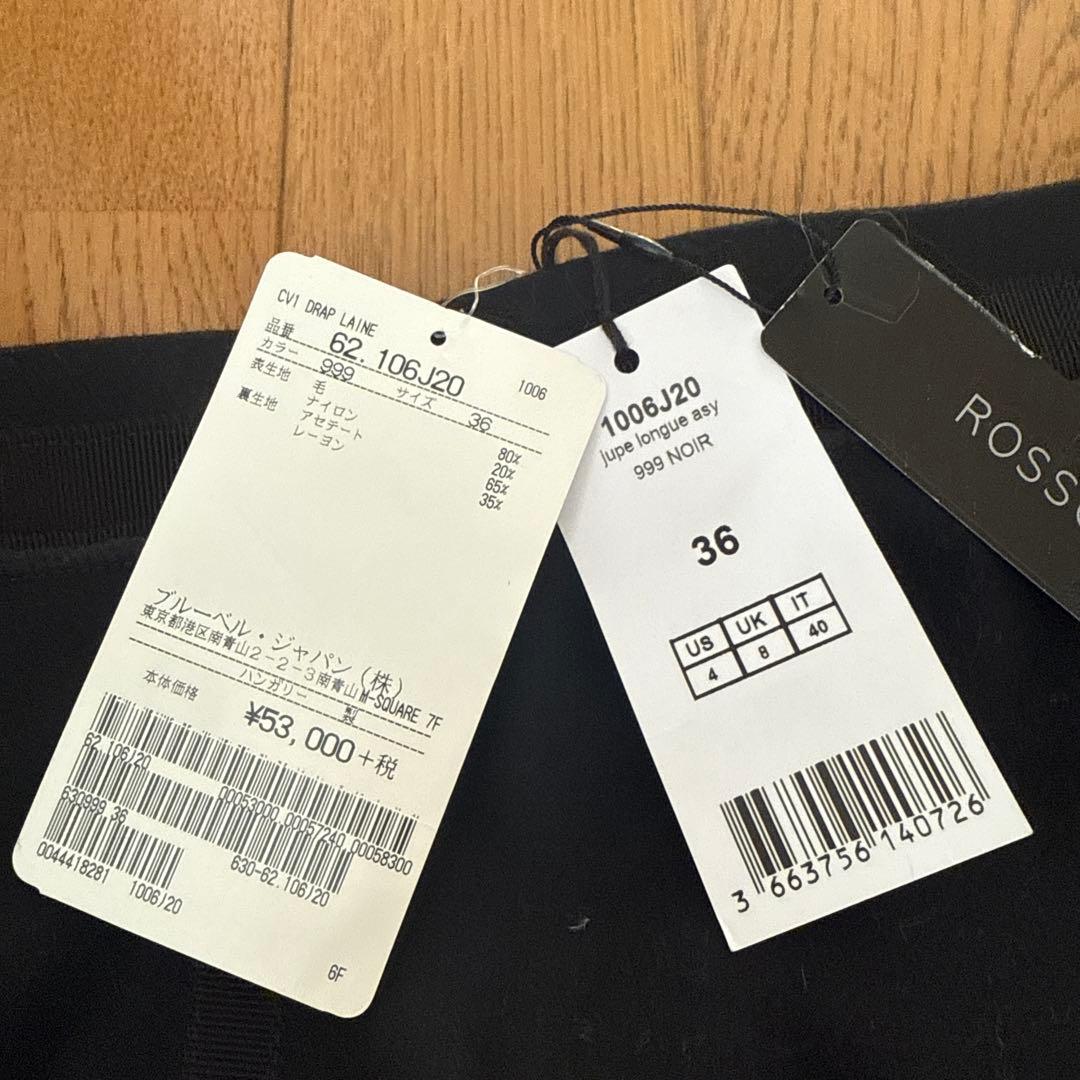 CV1 DRAP LAINE
品番 62.106J20 1006
カラー 999 サイズ 36
表生地 毛 80%
ナイロン 20%
裏生地 アセテート 65%
レーヨン 35%
ブルーベル・ジャパン(株)
東京都港区南青山2-2-3南青山M-SQUARE 7F
ハンガリー 製
本体価格 ¥53,000+税
62.106J20
00053000 00057240 00058300
630999 36
630-62.106J20
0044418281 1006J20
6F
1006J20
jupe longue asy
999 NOIR
36
US UK IT
4 8 40
3 663756 140726